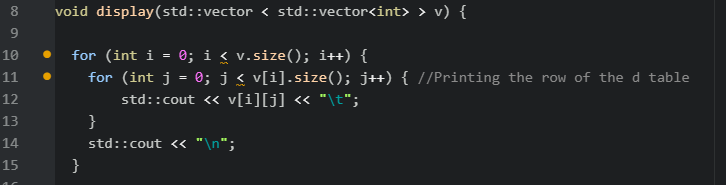 8 void display(std::vector < std::vector<int> > v) {
9
10 for (int i = 0; i < v.size(); i++) {
11 for (int j = 0; j < v[i].size(); j++) { //Printing the row of the d table
12 std::cout << v[i][j] << "\t";
13 }
14 std::cout << "\n";
15 }